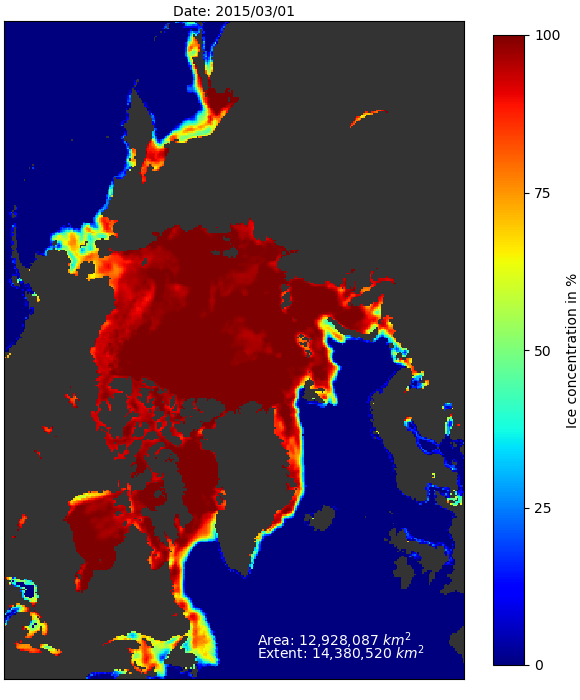 Date: 2015/03/01
100
75
50
25
0
Ice concentration in %
Area: 12,928,087 km²
Extent: 14,380,520 km²